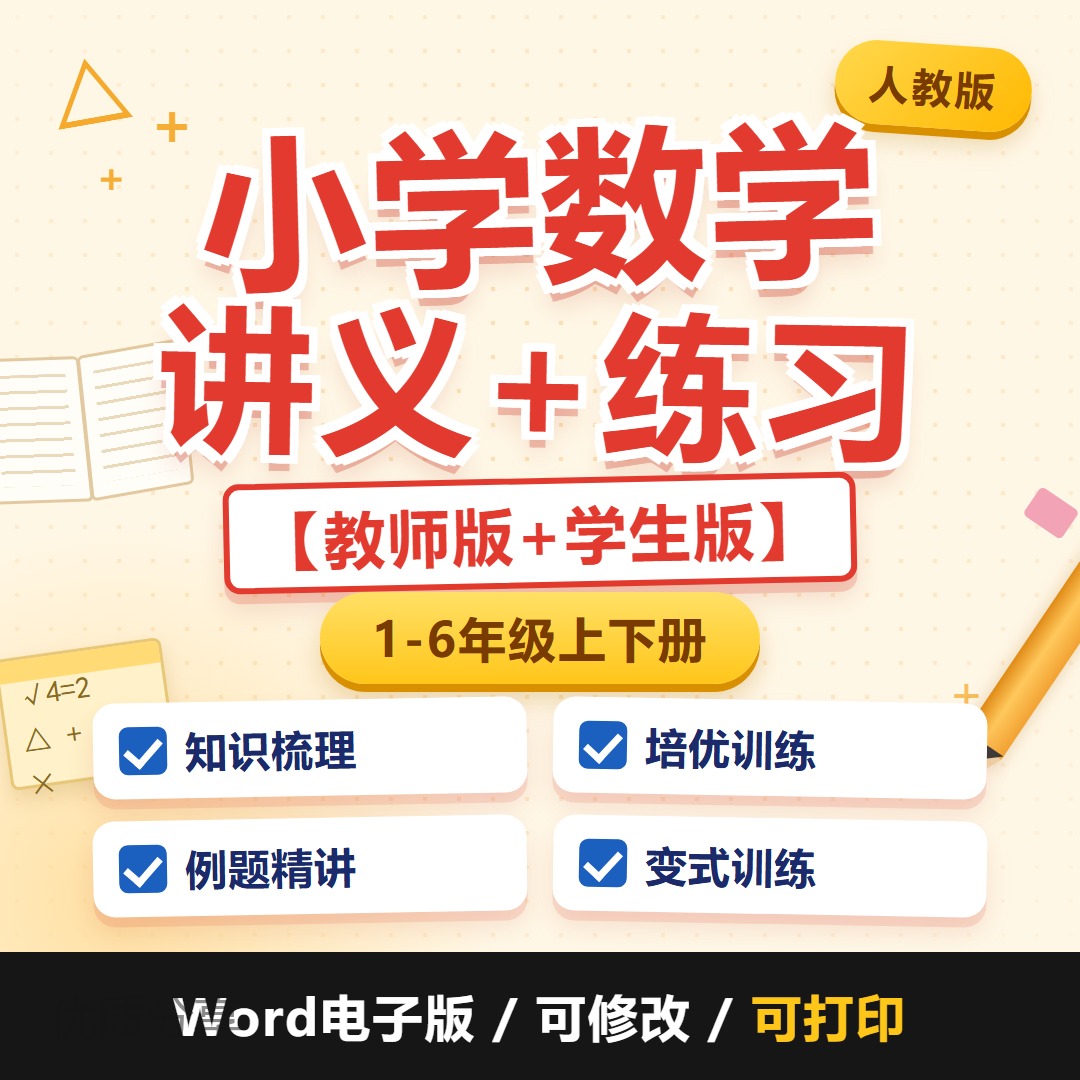 人教版
小学数学
讲义+练习
【教师版+学生版】
1-6年级上下册
√4=2
△ +
×
知识梳理
培优训练
例题精讲
变式训练
Word电子版 / 可修改 / 可打印